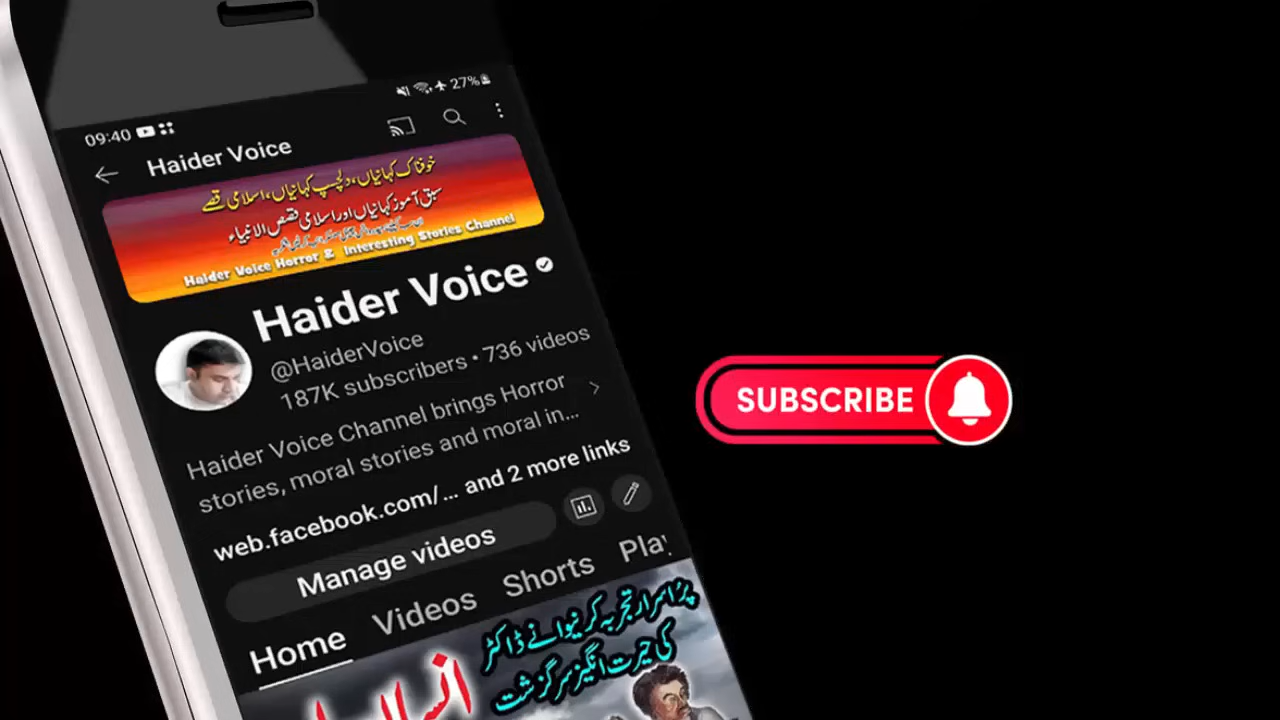 09:40
27%
Haider Voice
خوفناک کہانیاں، دلچسپ کہانیاں، اسلامی قصے
سبق آموز کہانیاں اور اسلامی قصص الانبیاء
Haider Voice Horror & Interesting Stories Channel
Haider Voice
@HaiderVoice
187K subscribers • 736 videos
Haider Voice Channel brings Horror
stories, moral stories and moral in...
web.facebook.com/... and 2 more links
Manage videos
Home Videos Shorts Play
پراسرار تجربہ کرنیوالے ڈاکٹر
کی حیرت انگیز سرگزشت
SUBSCRIBE